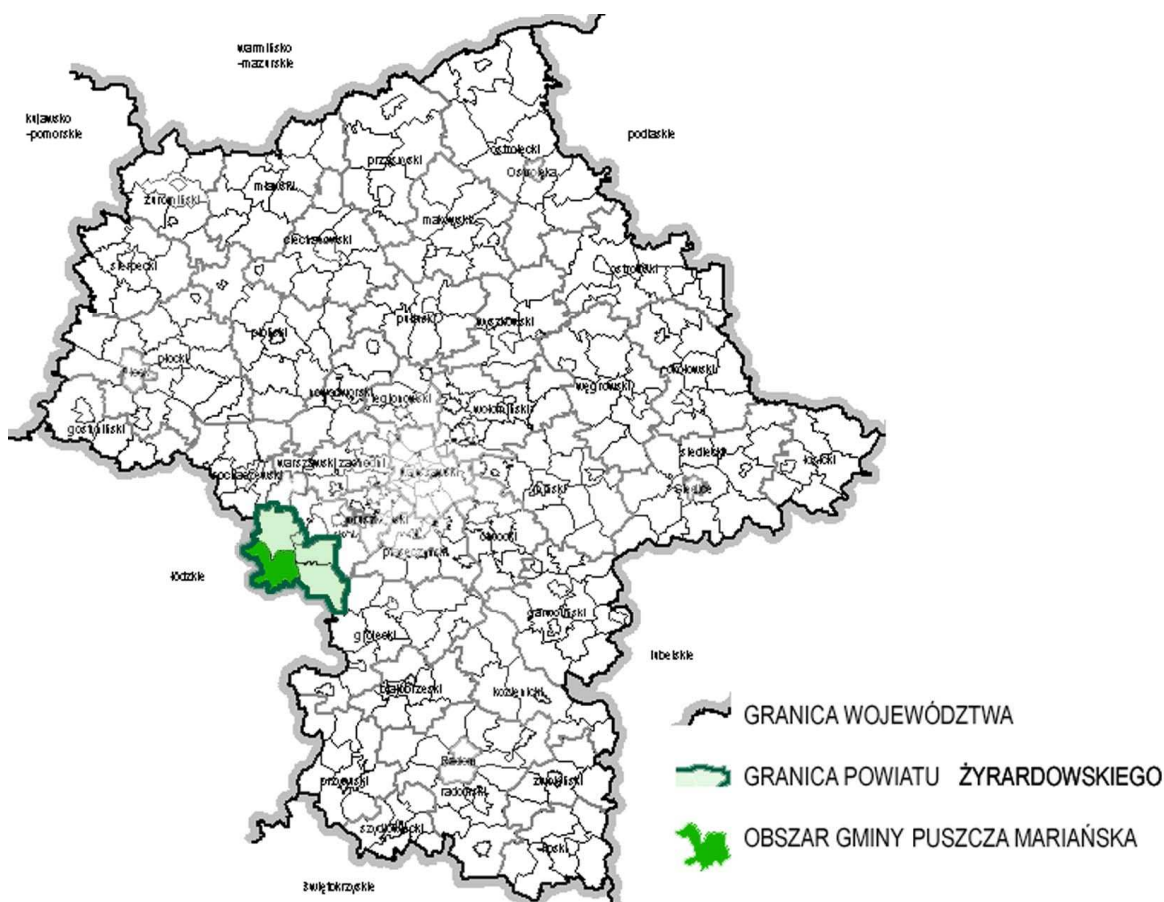 warmińsko
-mazurskie
kujawsko
-pomorskie
podlaskie
ostrołęcki
przasnyski
Ostrołęka
mławski
żuromiński
makowski
ciechanowski
sierpecki
ostrowski
pułtuski
wyszkowski
płoński
płocki
sokołowski
węgrowski
nowodworski
legionowski
wołomiński
gostyniński
siedlecki
łosicki
warszawski zachodni
sochaczewski
miński
Siedlce
otwocki
piaseczyński
łódzkie
garwoliński
grójecki
lubelskie
białobrzeski
kozienicki
Radom
przysuski
zwoleński
radomski
szydłowiecki
lipski
świętokrzyskie
GRANICA WOJEWÓDZTWA
GRANICA POWIATU ŻYRARDOWSKIEGO
OBSZAR GMINY PUSZCZA MARIAŃSKA